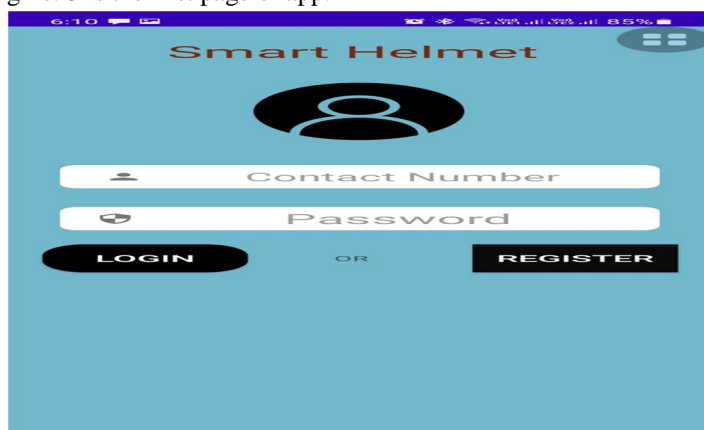 6:10 85%
Smart Helmet
Contact Number
Password
LOGIN OR REGISTER